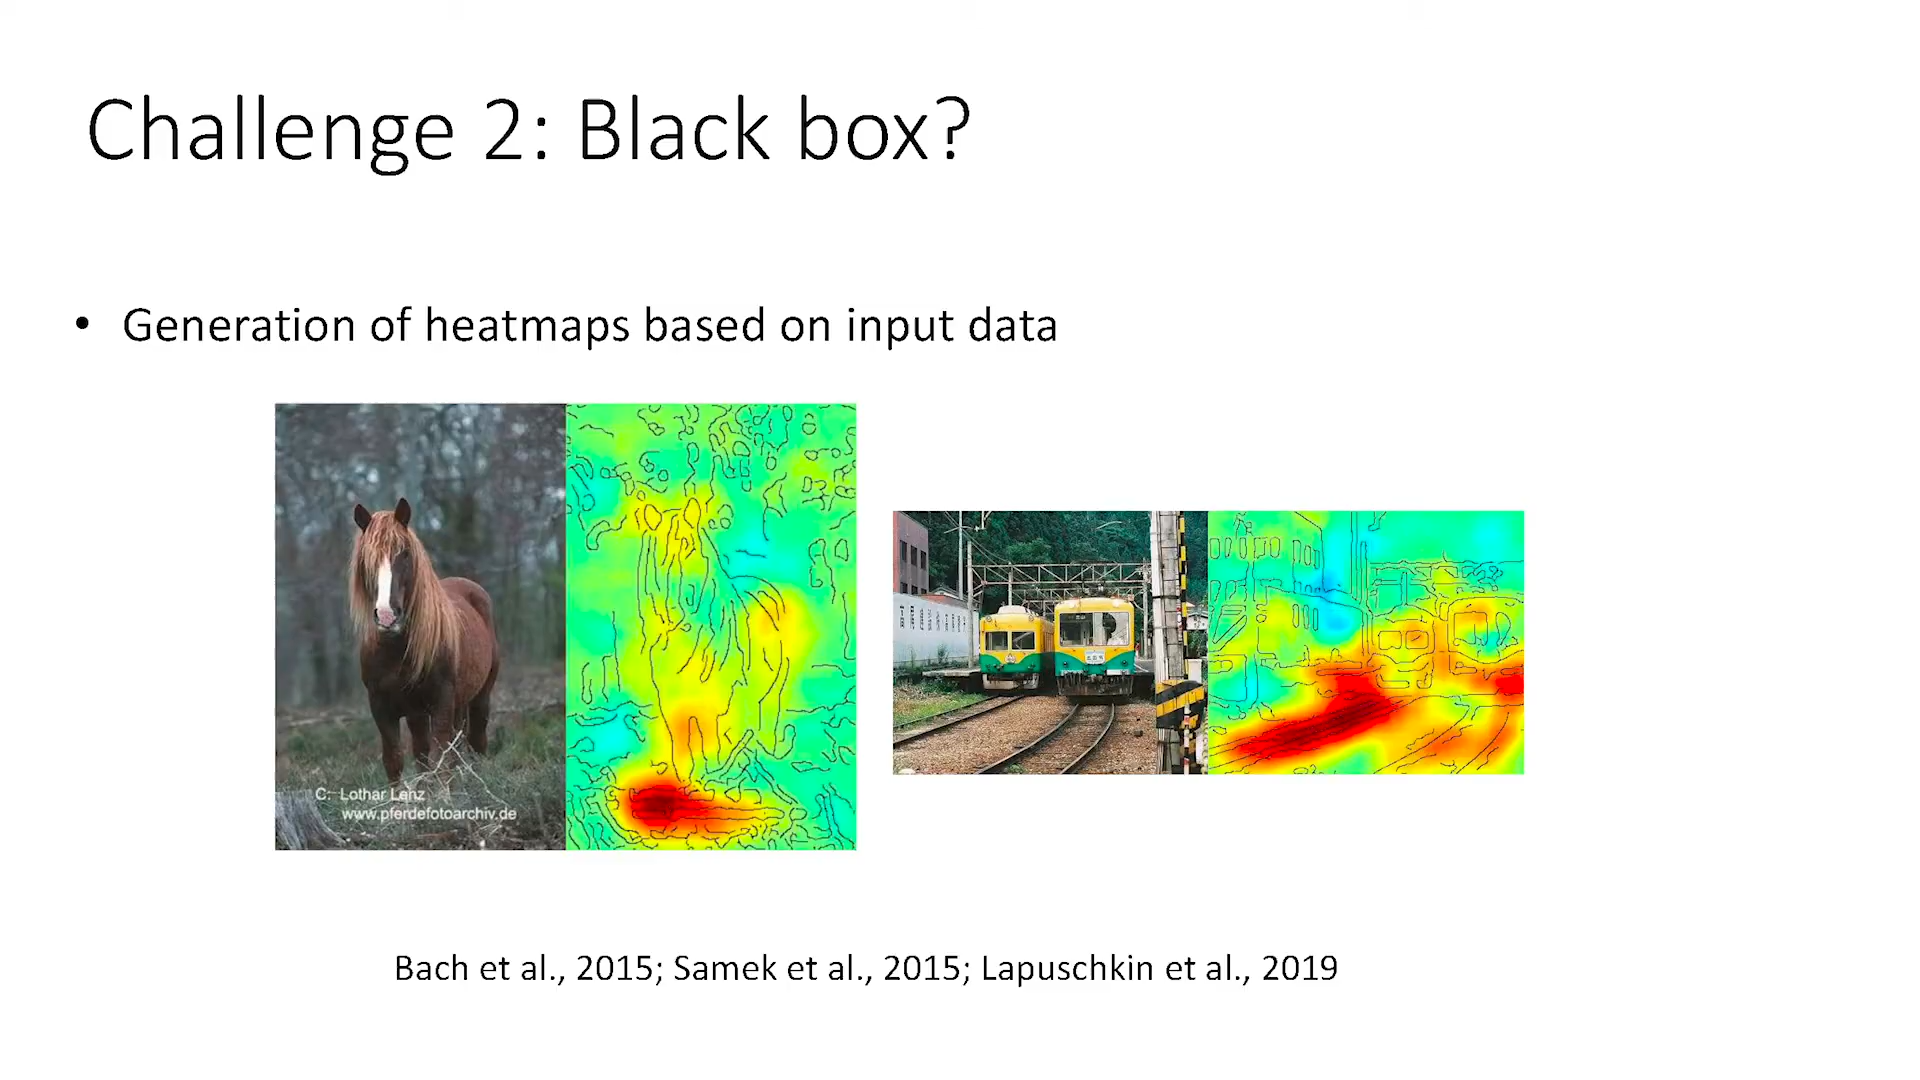 Challenge 2: Black box?
• Generation of heatmaps based on input data
C: Lothar Lenz
www.pferdefotoarchiv.de
Bach et al., 2015; Samek et al., 2015; Lapuschkin et al., 2019